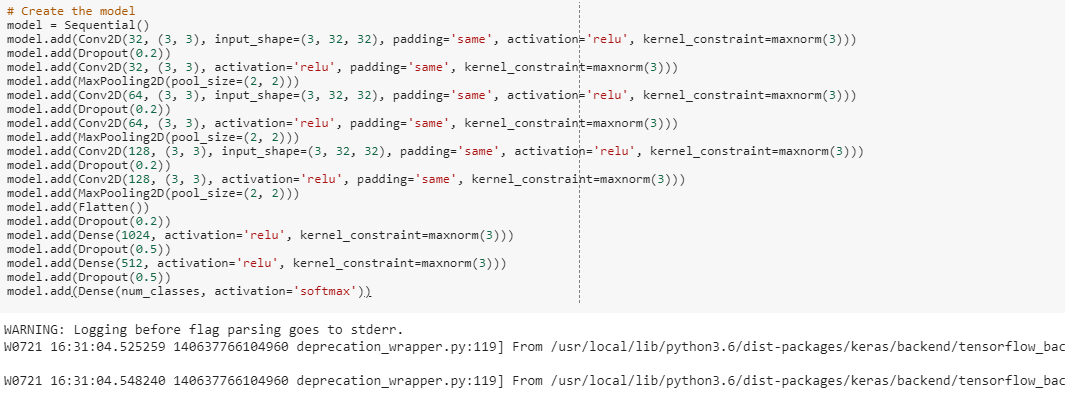 # Create the model
model = Sequential()
model.add(Conv2D(32, (3, 3), input_shape=(3, 32, 32), padding='same', activation='relu', kernel_constraint=maxnorm(3)))
model.add(Dropout(0.2))
model.add(Conv2D(32, (3, 3), activation='relu', padding='same', kernel_constraint=maxnorm(3)))
model.add(MaxPooling2D(pool_size=(2, 2)))
model.add(Conv2D(64, (3, 3), input_shape=(3, 32, 32), padding='same', activation='relu', kernel_constraint=maxnorm(3)))
model.add(Dropout(0.2))
model.add(Conv2D(64, (3, 3), activation='relu', padding='same', kernel_constraint=maxnorm(3)))
model.add(MaxPooling2D(pool_size=(2, 2)))
model.add(Conv2D(128, (3, 3), input_shape=(3, 32, 32), padding='same', activation='relu', kernel_constraint=maxnorm(3)))
model.add(Dropout(0.2))
model.add(Conv2D(128, (3, 3), activation='relu', padding='same', kernel_constraint=maxnorm(3)))
model.add(MaxPooling2D(pool_size=(2, 2)))
model.add(Flatten())
model.add(Dropout(0.2))
model.add(Dense(1024, activation='relu', kernel_constraint=maxnorm(3)))
model.add(Dropout(0.5))
model.add(Dense(512, activation='relu', kernel_constraint=maxnorm(3)))
model.add(Dropout(0.5))
model.add(Dense(num_classes, activation='softmax'))
WARNING: Logging before flag parsing goes to stderr.
W0721 16:31:04.525259 140637766104960 deprecation_wrapper.py:119] From /usr/local/lib/python3.6/dist-packages/keras/backend/tensorflow_bac
W0721 16:31:04.548240 140637766104960 deprecation_wrapper.py:119] From /usr/local/lib/python3.6/dist-packages/keras/backend/tensorflow_bac